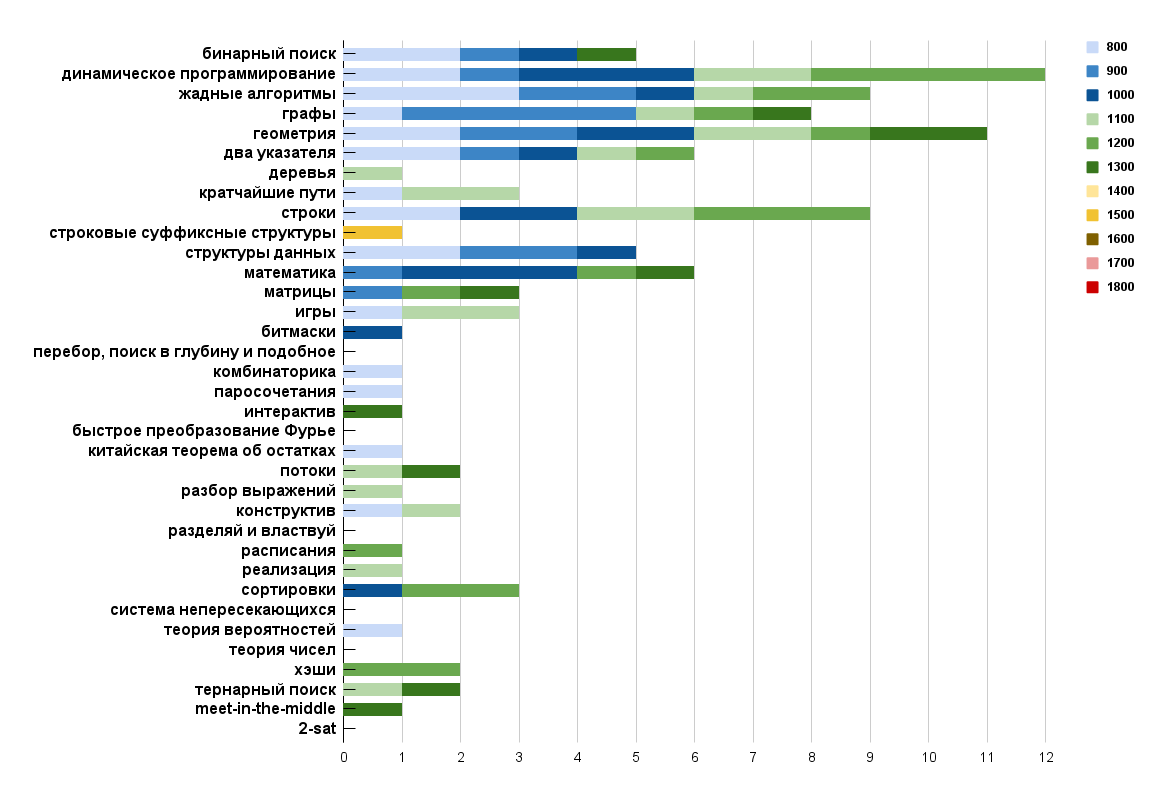 бинарный поиск
динамическое программирование
жадные алгоритмы
графы
геометрия
два указателя
деревья
кратчайшие пути
строки
строковые суффиксные структуры
структуры данных
математика
матрицы
игры
битмаски
перебор, поиск в глубину и подобное
комбинаторика
паросочетания
интерактив
быстрое преобразование Фурье
китайская теорема об остатках
потоки
разбор выражений
конструктив
разделяй и властвуй
расписания
реализация
сортировки
система непересекающихся
теория вероятностей
теория чисел
хэши
тернарный поиск
meet-in-the-middle
2-sat
0 1 2 3 4 5 6 7 8 9 10 11 12
800
900
1000
1100
1200
1300
1400
1500
1600
1700
1800